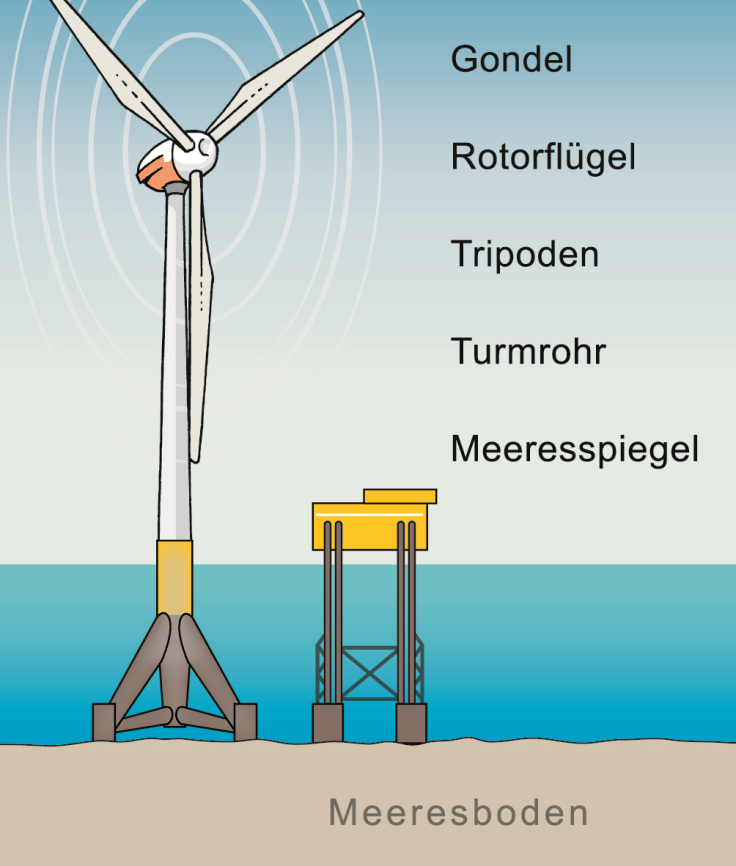 Gondel
Rotorflügel
Tripoden
Turmrohr
Meeresspiegel
Meeresboden